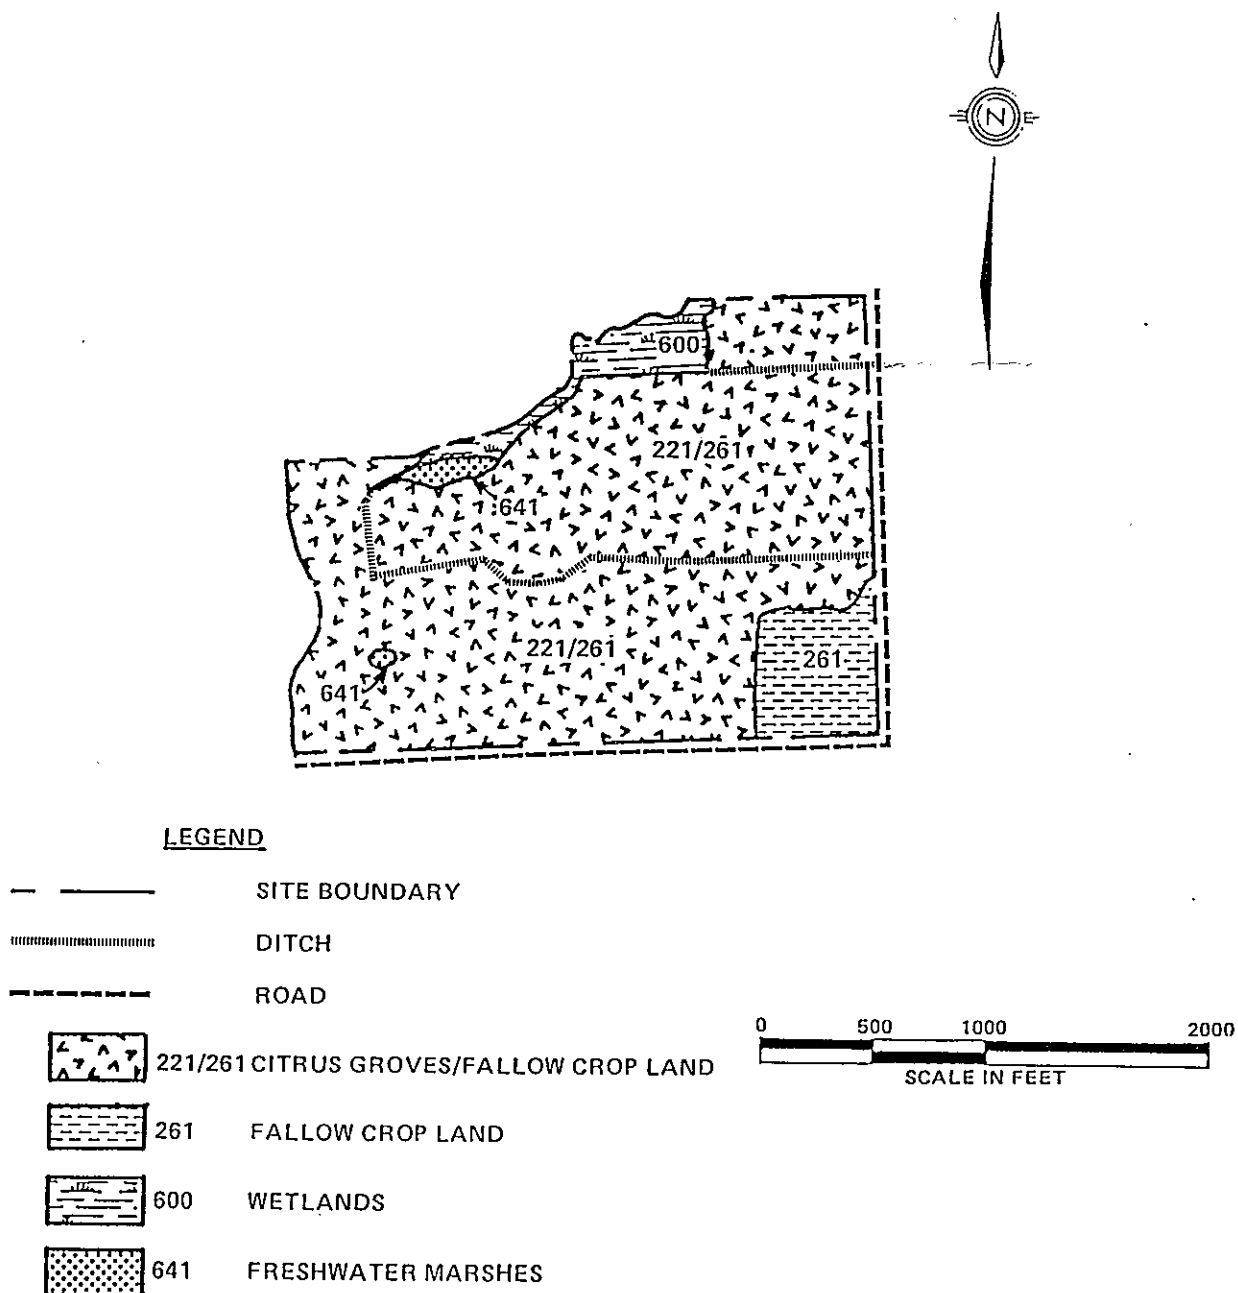 N
E
600
221/261
641
221/261
261
641
LEGEND
SITE BOUNDARY
DITCH
ROAD
221/261 CITRUS GROVES/FALLOW CROP LAND
261 FALLOW CROP LAND
600 WETLANDS
641 FRESHWATER MARSHES
0 500 1000 2000
SCALE IN FEET